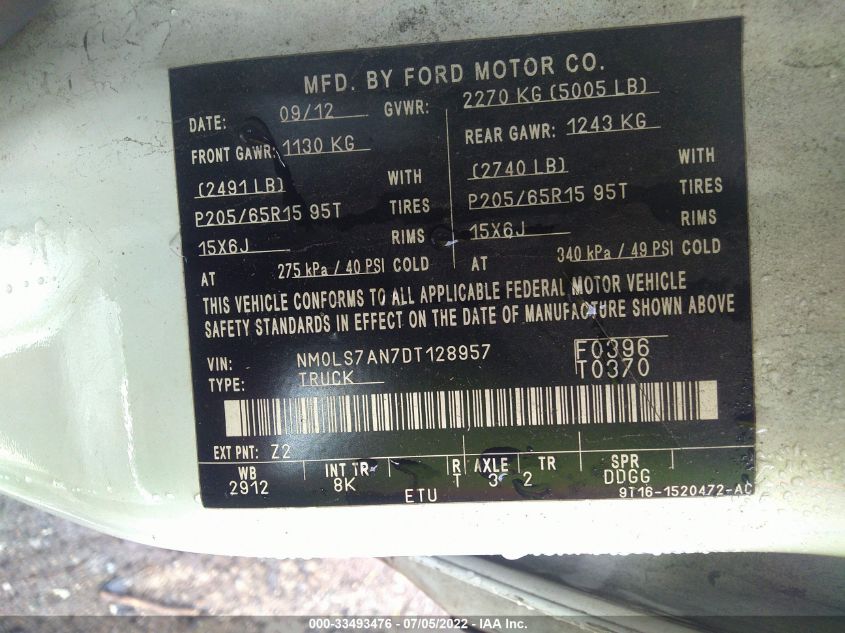 MFD. BY FORD MOTOR CO.
DATE: 09/12 GVWR: 2270 KG (5005 LB)
FRONT GAWR: 1130 KG REAR GAWR: 1243 KG
(2491 LB) WITH (2740 LB) WITH
P205/65R15 95T TIRES P205/65R15 95T TIRES
15X6J RIMS 15X6J RIMS
AT 275 kPa / 40 PSI COLD AT 340 kPa / 49 PSI COLD
THIS VEHICLE CONFORMS TO ALL APPLICABLE FEDERAL MOTOR VEHICLE
SAFETY STANDARDS IN EFFECT ON THE DATE OF MANUFACTURE SHOWN ABOVE
VIN: NM0LS7AN7DT128957 F0396
TYPE: TRUCK T0370
EXT PNT: Z2
WB INT TR R AXLE TR SPR
2912 8K T 3 2 DDGG
ETU 9T16-1520472-AC
000-33493476 - 07/05/2022 - IAA Inc.